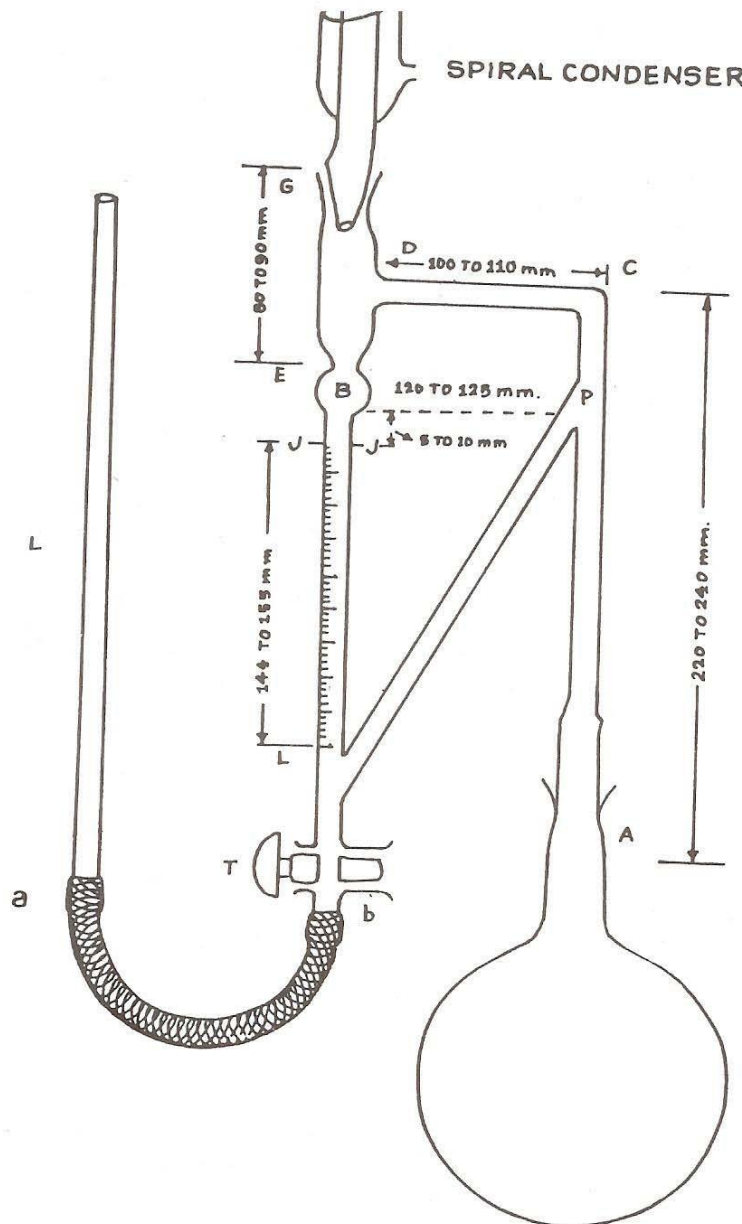 SPIRAL CONDENSER
G
80 TO 90 mm
D
100 TO 110 mm
C
E
B
120 TO 125 mm.
P
J
J
5 TO 10 mm
L
144 TO 155 mm
220 TO 240 mm.
L
T
A
a
b